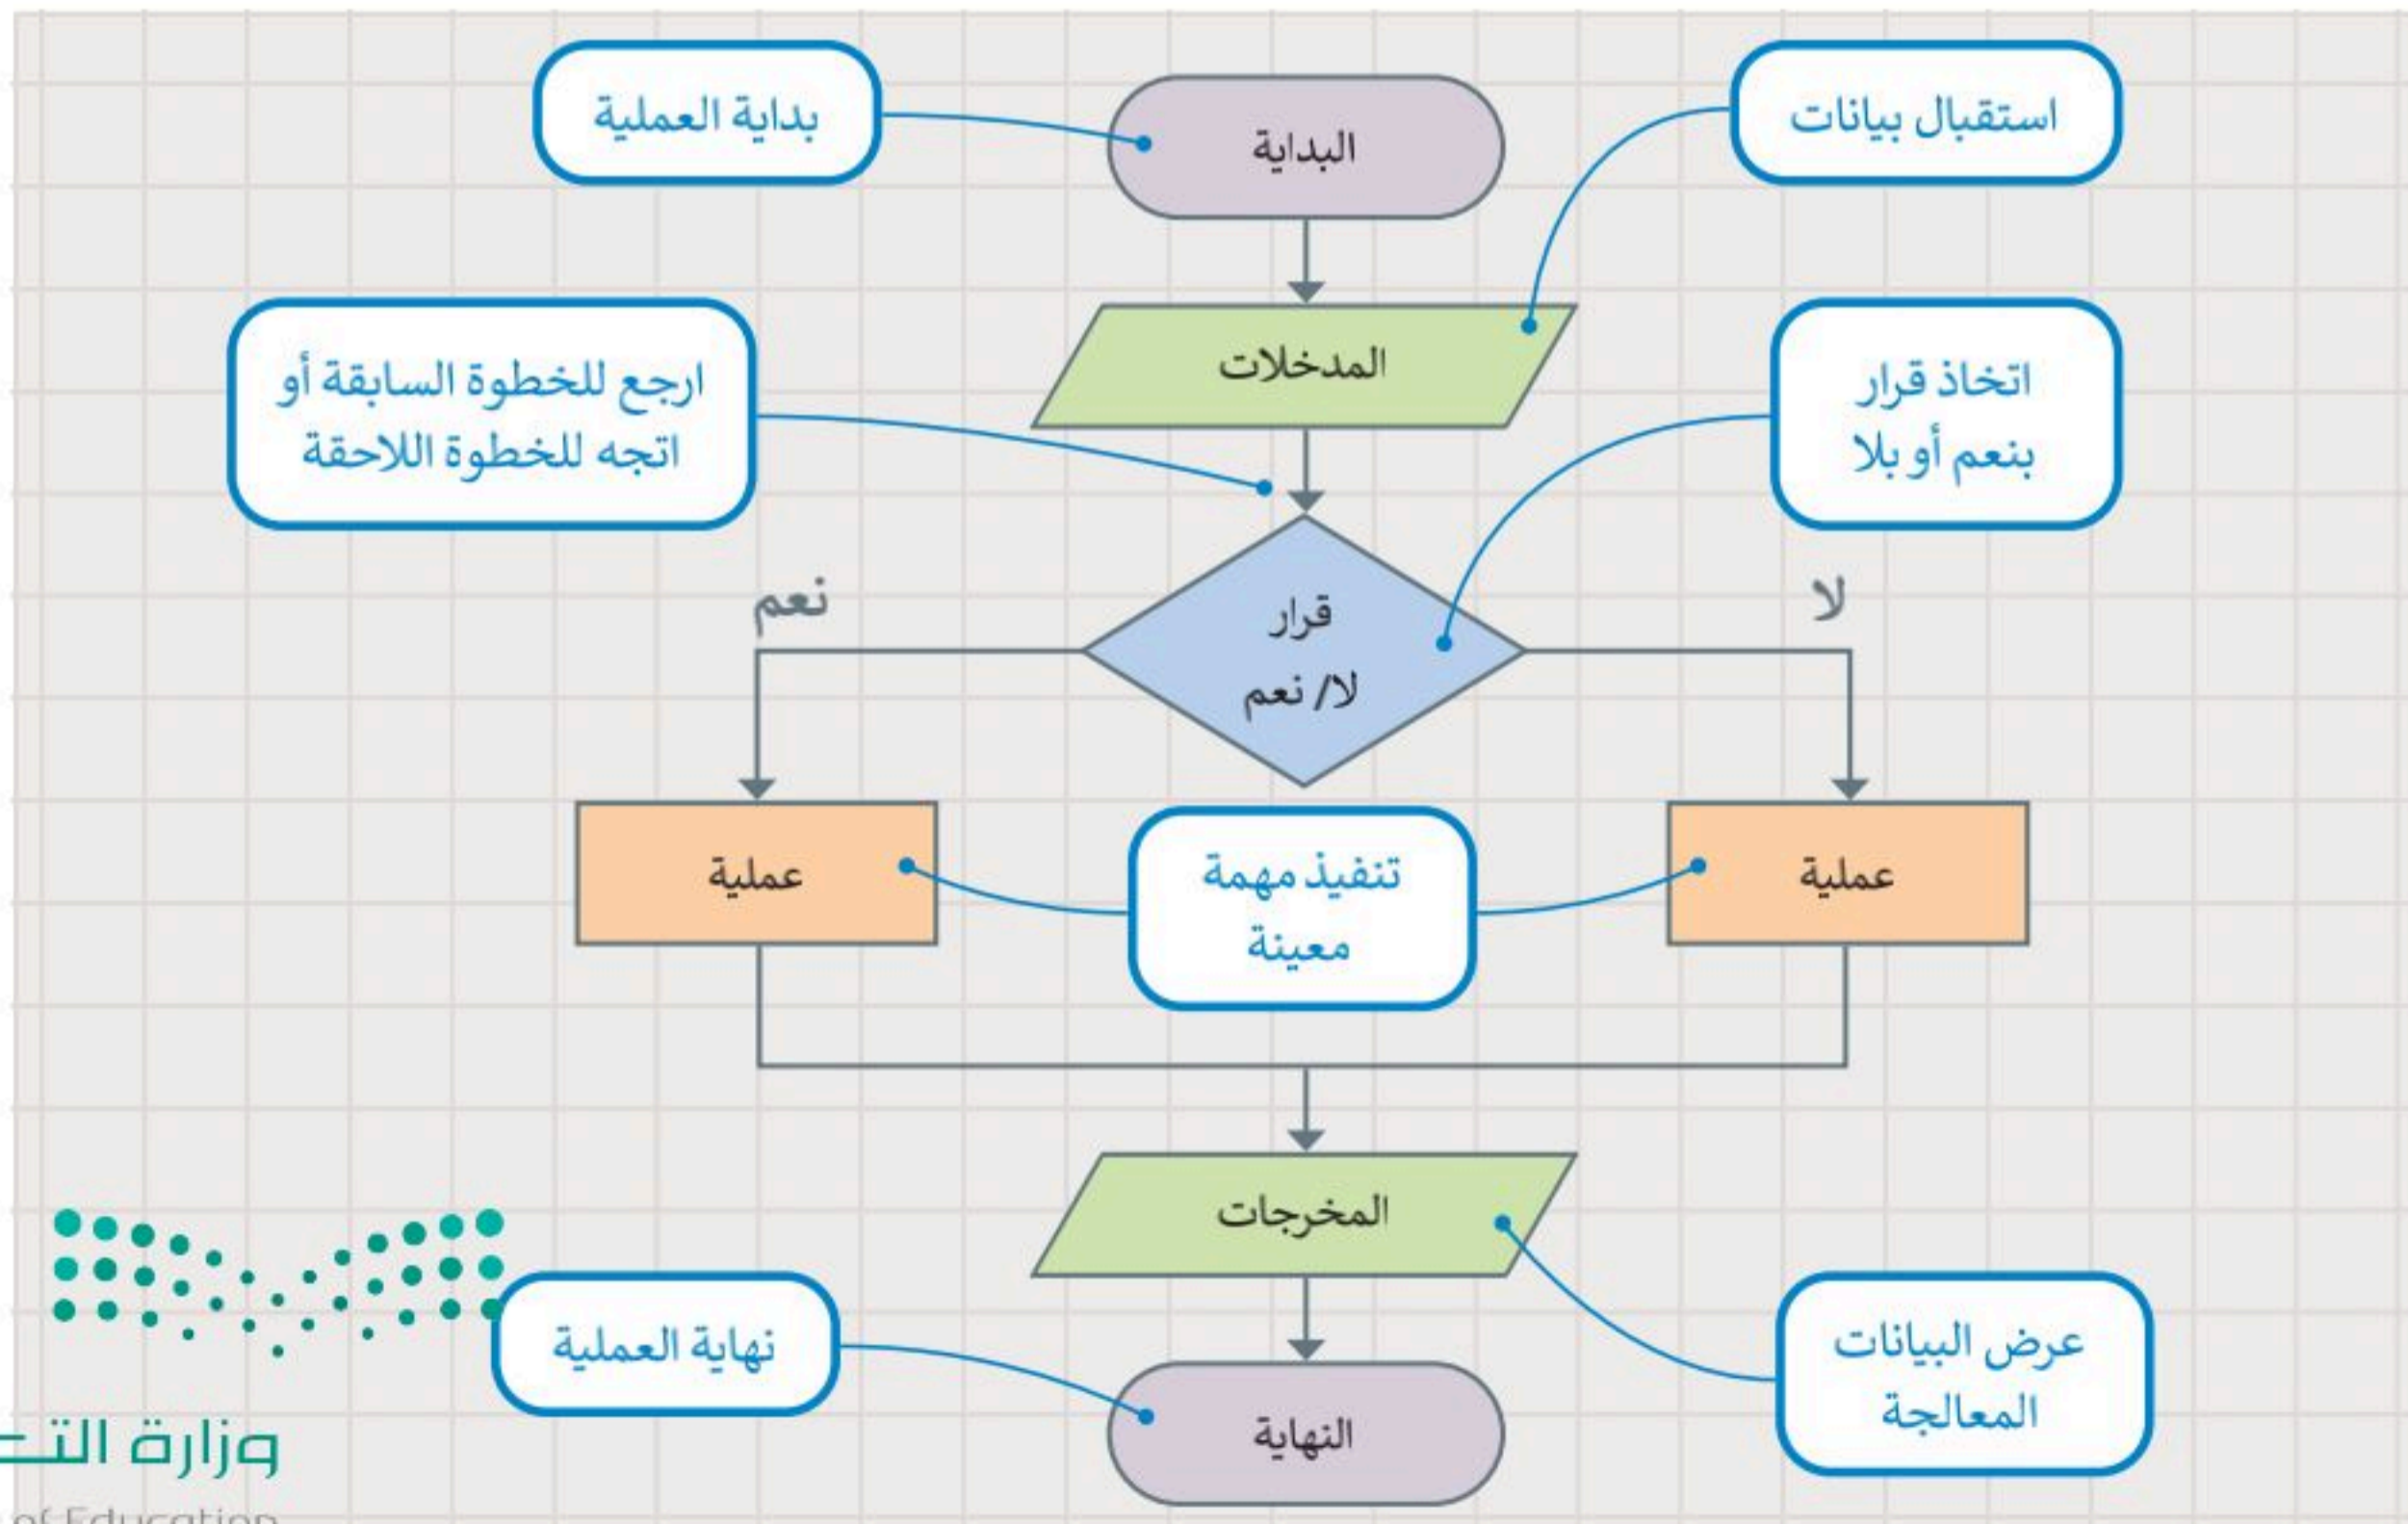 استقبال بيانات
البداية
بداية العملية
المدخلات
اتخاذ قرار
بنعم أو بلا
ارجع للخطوة السابقة أو
اتجه للخطوة اللاحقة
لا
قرار
لا/ نعم
نعم
عملية
تنفيذ مهمة
معينة
عملية
المخرجات
عرض البيانات
المعالجة
نهاية العملية
النهاية
وزارة التـعـ
of Education